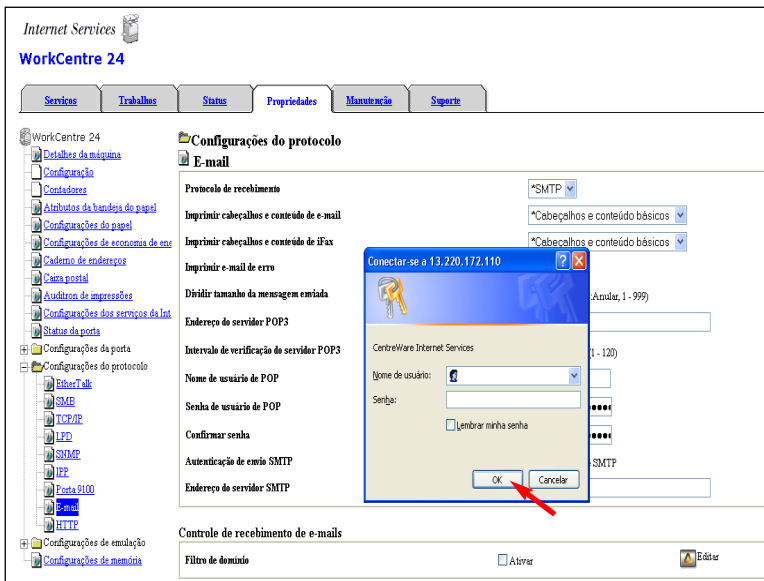 Internet Services
WorkCentre 24
Serviços Trabalhos Status Propriedades Manutenção Suporte
WorkCentre 24
Detalhes da máquina
Configuração
Contadores
Atributos da bandeja do papel
Configurações do papel
Configurações de economia de ene
Caderno de endereços
Caixa postal
Auditron de impressões
Configurações dos serviços da Int
Status da porta
Configurações da porta
Configurações do protocolo
EtherTalk
SMB
TCP/IP
LPD
SNMP
IPP
Porta 9100
E-mail
HTTP
Configurações de emulação
Configurações de memória
Configurações do protocolo
E-mail
Protocolo de recebimento *SMTP
Imprimir cabeçalhos e conteúdo de e-mail *Cabeçalhos e conteúdo básicos
Imprimir cabeçalhos e conteúdo de iFax *Cabeçalhos e conteúdo básicos
Imprimir e-mail de erro
Dividir tamanho da mensagem enviada :Anular, 1 - 999)
Endereço do servidor POP3
Intervalo de verificação do servidor POP3 (1 - 120)
Nome de usuário de POP
Senha de usuário de POP
Confirmar senha
Autenticação de envio SMTP SMTP
Endereço do servidor SMTP
Conectar-se a 13.220.172.110
CentreWare Internet Services
Nome de usuário:
Senha:
Lembrar minha senha
OK Cancelar
Controle de recebimento de e-mails
Filtro de domínio Ativar Editar